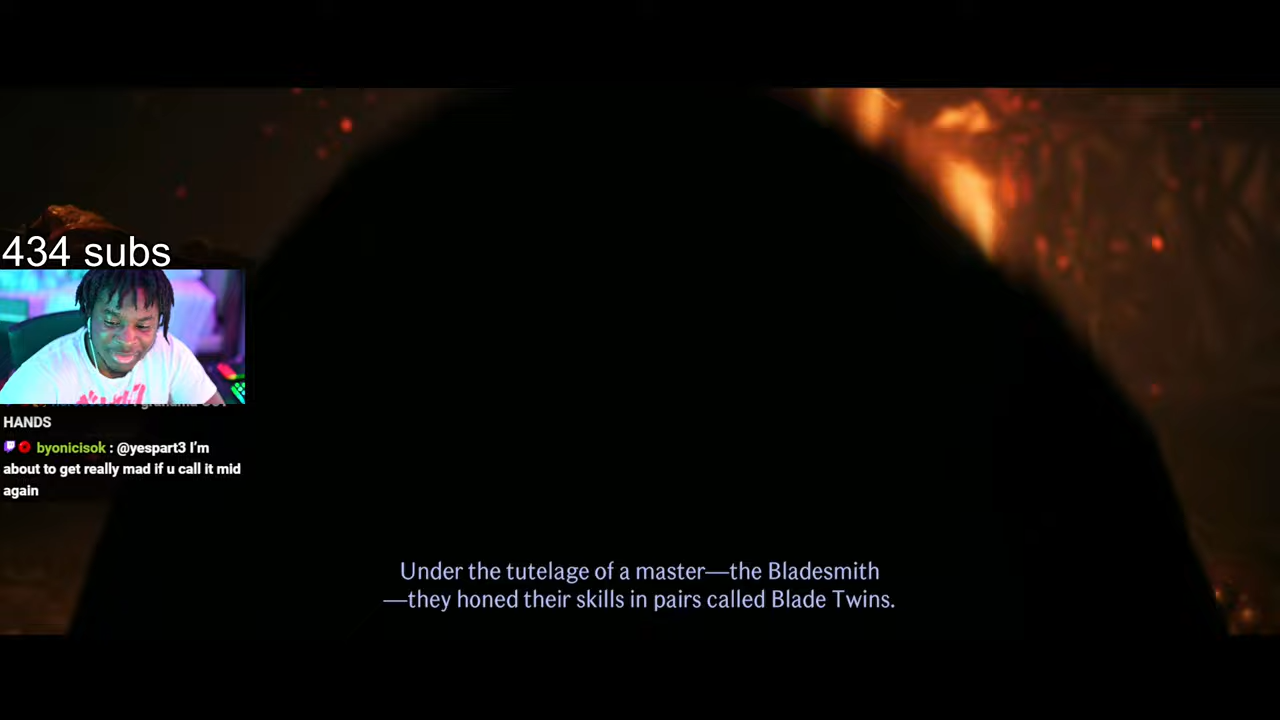 434 subs
HANDS
byonicisok : @yespart3 I'm
about to get really mad if u call it mid
again
Under the tutelage of a master—the Bladesmith
—they honed their skills in pairs called Blade Twins.